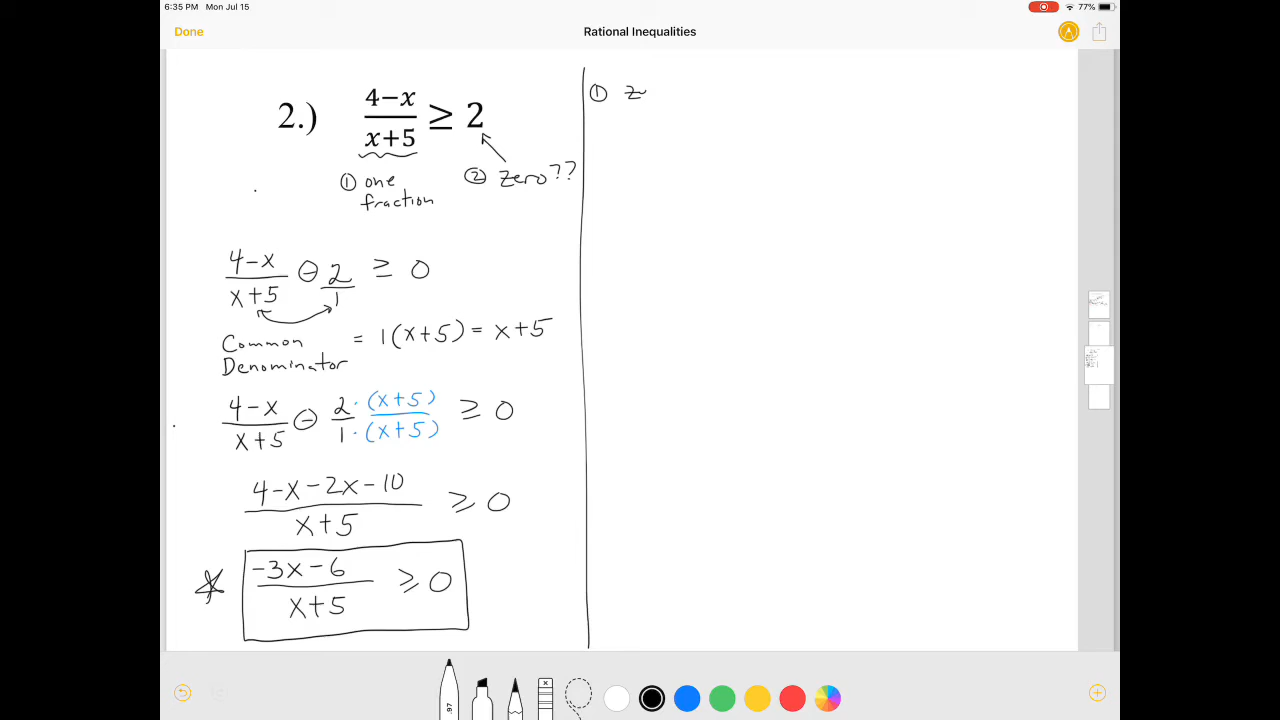 6:35 PM Mon Jul 15
77%
Done
Rational Inequalities
2.) 4−x / x+5 ≥ 2
① one fraction
② zero??
4-x / x+5 ⊖ 2/1 ≥ 0
Common Denominator = 1(x+5) = x+5
4-x / x+5 ⊖ 2·(x+5) / 1·(x+5) ≥ 0
4-x-2x-10 / x+5 ≥ 0
* -3x-6 / x+5 ≥ 0
① z
.97